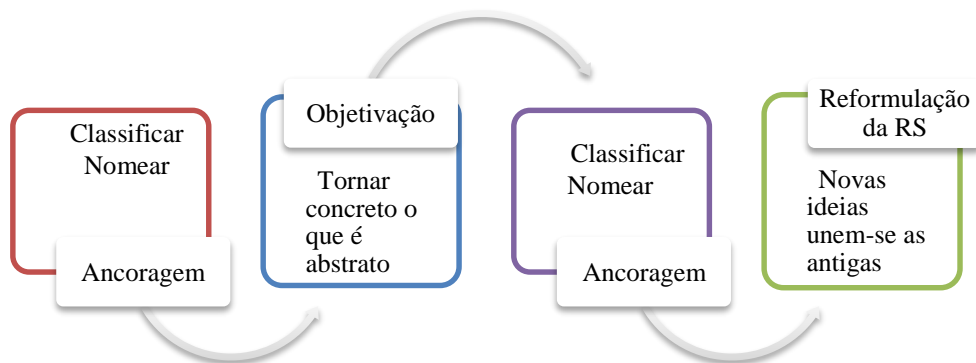 Classificar
Nomear
Ancoragem
Objetivação
Tornar
concreto o
que é
abstrato
Classificar
Nomear
Ancoragem
Reformulação
da RS
Novas
ideias
unem-se as
antigas